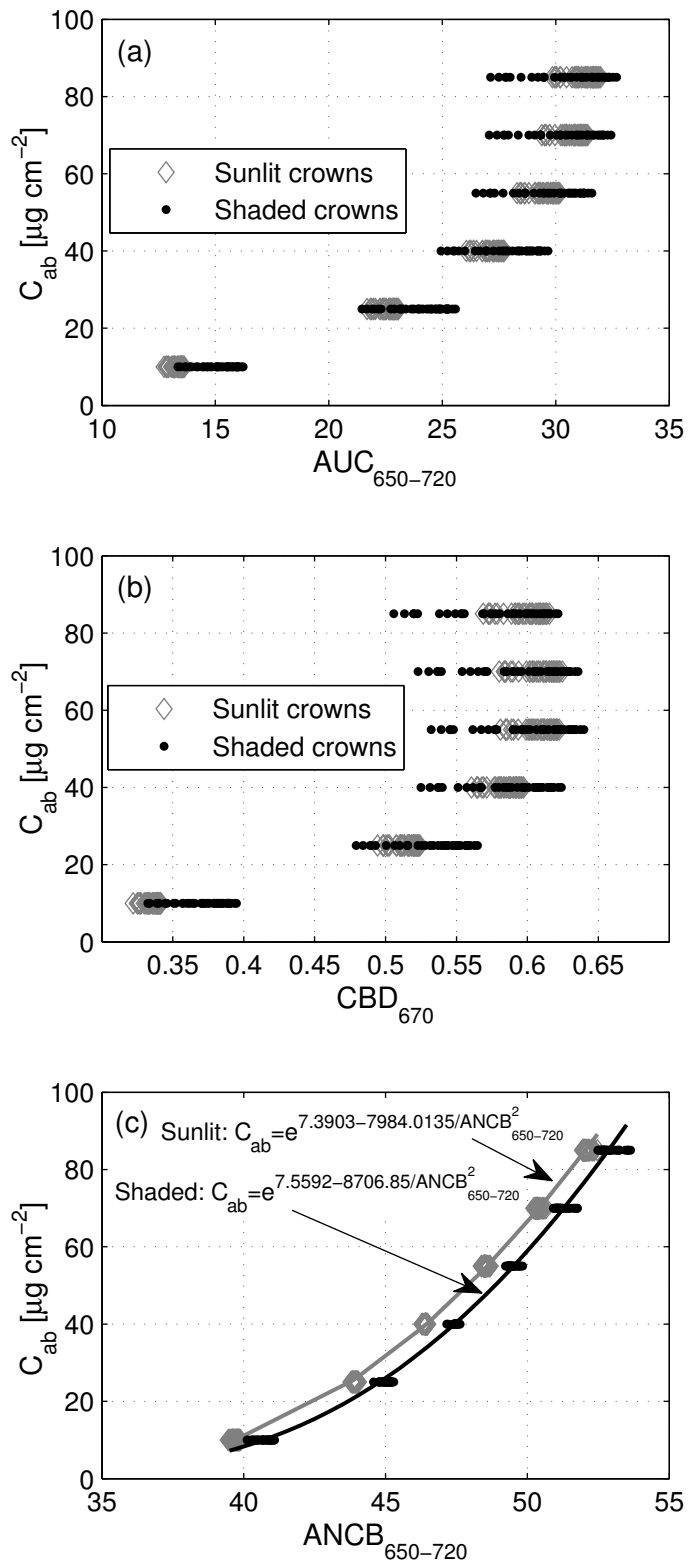 (a)
100
80
60
40
20
0
C_ab [µg cm⁻²]
Sunlit crowns
Shaded crowns
10 15 20 25 30 35
AUC_650−720
(b)
100
80
60
40
20
0
C_ab [µg cm⁻²]
Sunlit crowns
Shaded crowns
0.35 0.4 0.45 0.5 0.55 0.6 0.65
CBD_670
(c)
100
80
60
40
20
0
C_ab [µg cm⁻²]
Sunlit: C_ab=e^7.3903−7984.0135/ANCB²_650−720
Shaded: C_ab=e^7.5592−8706.85/ANCB²_650−720
35 40 45 50 55
ANCB_650−720